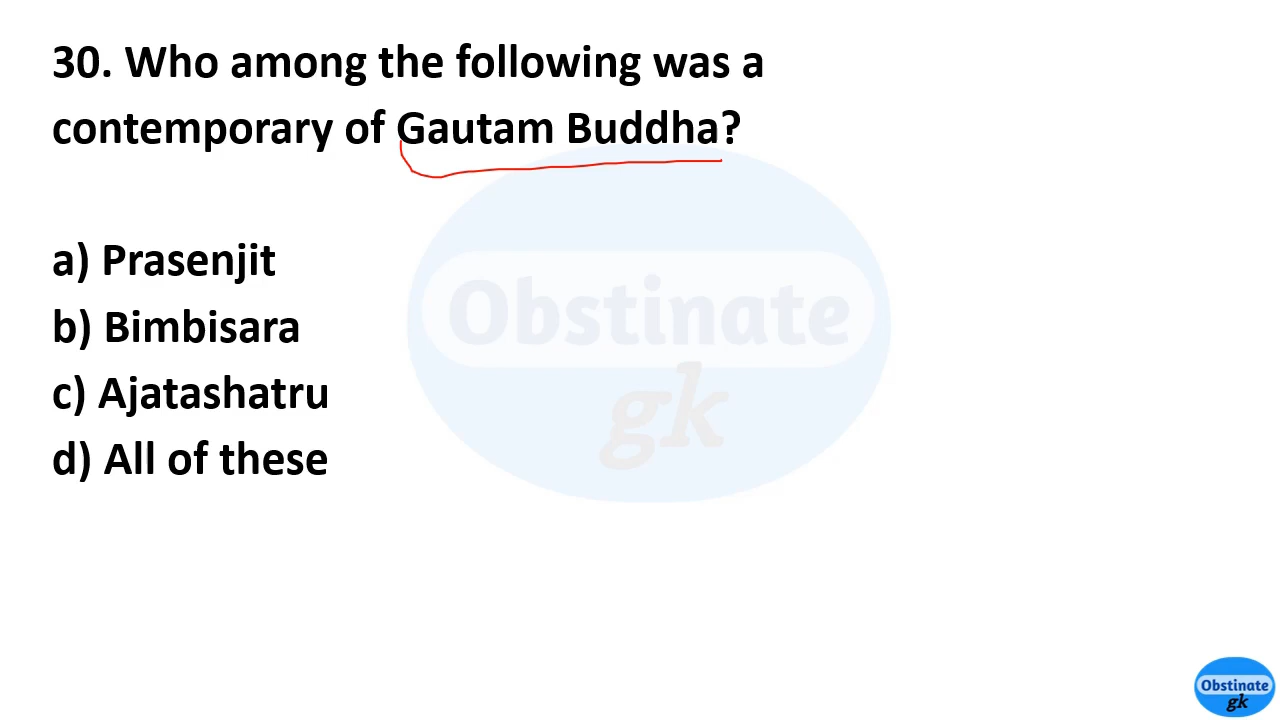 30. Who among the following was a
contemporary of Gautam Buddha?
a) Prasenjit
b) Bimbisara
c) Ajatashatru
d) All of these
Obstinate
gk
Obstinate
gk